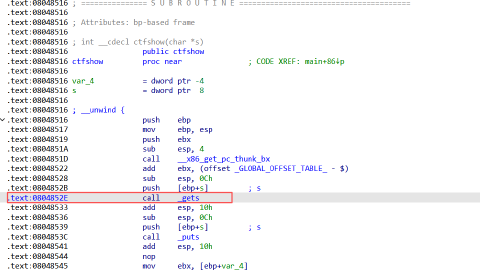 .text:08048516 ; =============== S U B R O U T I N E =======================================
.text:08048516
.text:08048516 ; Attributes: bp-based frame
.text:08048516
.text:08048516 ; int __cdecl ctfshow(char *s)
.text:08048516 public ctfshow
.text:08048516 ctfshow proc near ; CODE XREF: main+86↓p
.text:08048516
.text:08048516 var_4 = dword ptr -4
.text:08048516 s = dword ptr 8
.text:08048516
.text:08048516 ; __unwind {
.text:08048516 push ebp
.text:08048517 mov ebp, esp
.text:08048519 push ebx
.text:0804851A sub esp, 4
.text:0804851D call __x86_get_pc_thunk_bx
.text:08048522 add ebx, (offset _GLOBAL_OFFSET_TABLE_ - $)
.text:08048528 sub esp, 0Ch
.text:0804852B push [ebp+s] ; s
.text:0804852E call _gets
.text:08048533 add esp, 10h
.text:08048536 sub esp, 0Ch
.text:08048539 push [ebp+s] ; s
.text:0804853C call _puts
.text:08048541 add esp, 10h
.text:08048544 nop
.text:08048545 mov ebx, [ebp+var_4]